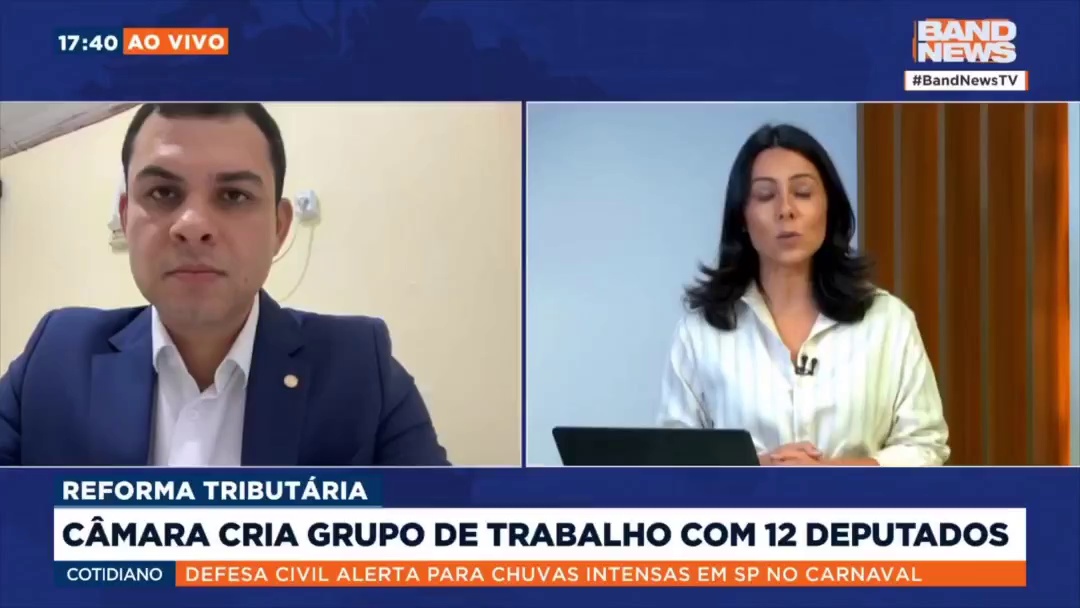 17:40 AO VIVO
BAND
NEWS
#BandNewsTV
REFORMA TRIBUTÁRIA
CÂMARA CRIA GRUPO DE TRABALHO COM 12 DEPUTADOS
COTIDIANO DEFESA CIVIL ALERTA PARA CHUVAS INTENSAS EM SP NO CARNAVAL